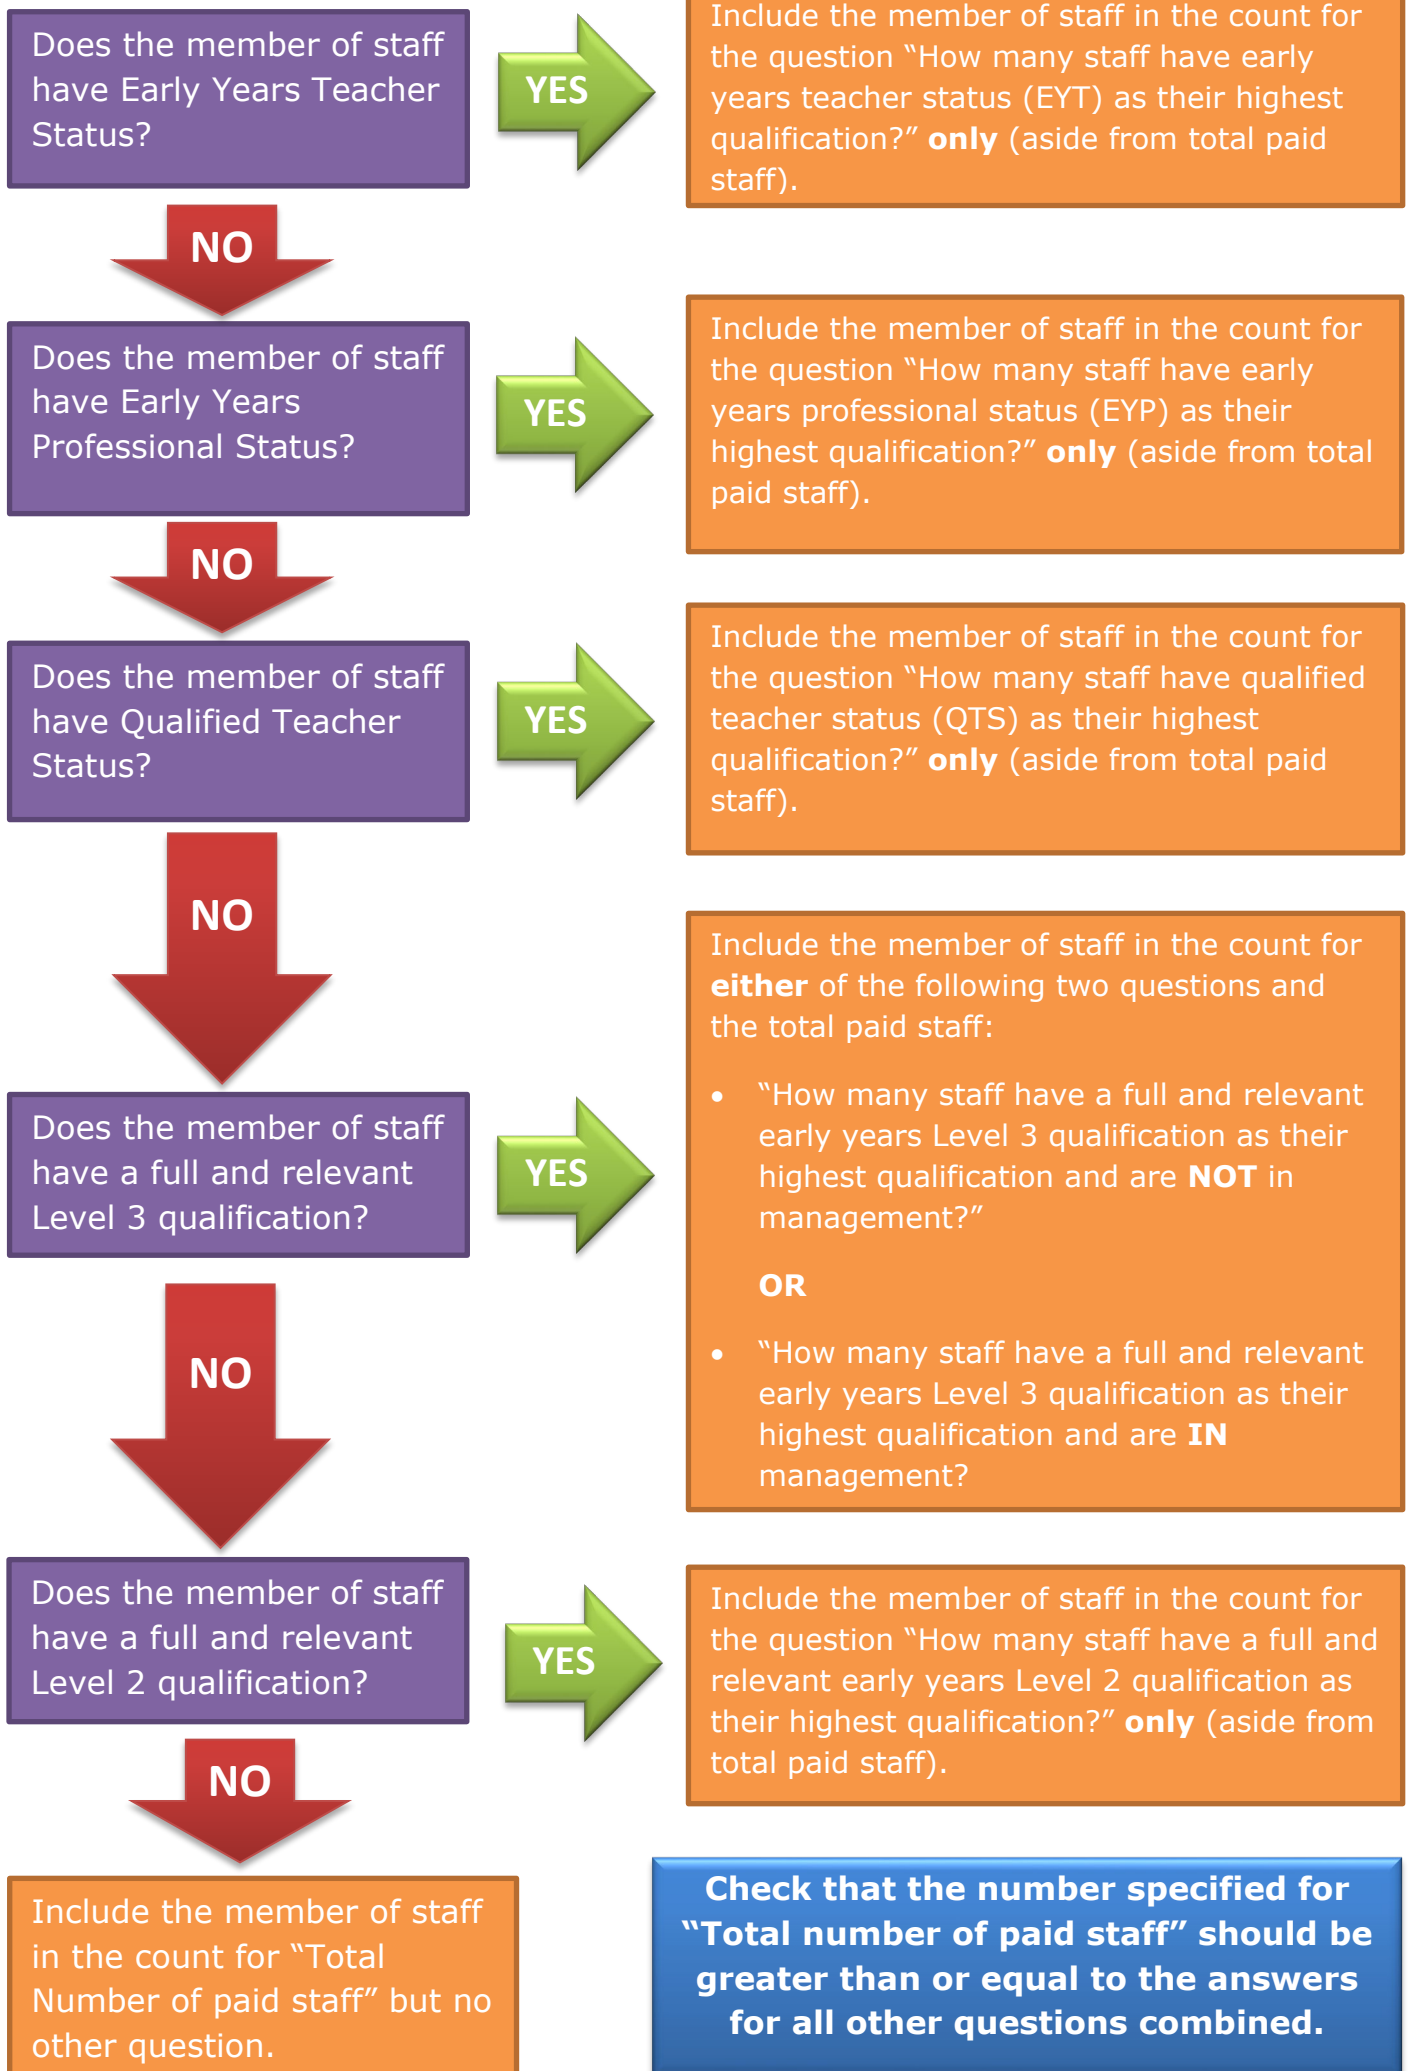 Does the member of staff
have Early Years Teacher
Status?
YES
Include the member of staff in the count for
the question “How many staff have early
years teacher status (EYT) as their highest
qualification?” only (aside from total paid
staff).
NO
Does the member of staff
have Early Years
Professional Status?
YES
Include the member of staff in the count for
the question “How many staff have early
years professional status (EYP) as their
highest qualification?” only (aside from total
paid staff).
NO
Does the member of staff
have Qualified Teacher
Status?
YES
Include the member of staff in the count for
the question “How many staff have qualified
teacher status (QTS) as their highest
qualification?” only (aside from total paid
staff).
NO
Does the member of staff
have a full and relevant
Level 3 qualification?
YES
Include the member of staff in the count for
either of the following two questions and
the total paid staff:
• “How many staff have a full and relevant
early years Level 3 qualification as their
highest qualification and are NOT in
management?”
OR
• “How many staff have a full and relevant
early years Level 3 qualification as their
highest qualification and are IN
management?
NO
Does the member of staff
have a full and relevant
Level 2 qualification?
YES
Include the member of staff in the count for
the question “How many staff have a full and
relevant early years Level 2 qualification as
their highest qualification?” only (aside from
total paid staff).
NO
Include the member of staff
in the count for “Total
Number of paid staff” but no
other question.
Check that the number specified for
“Total number of paid staff” should be
greater than or equal to the answers
for all other questions combined.